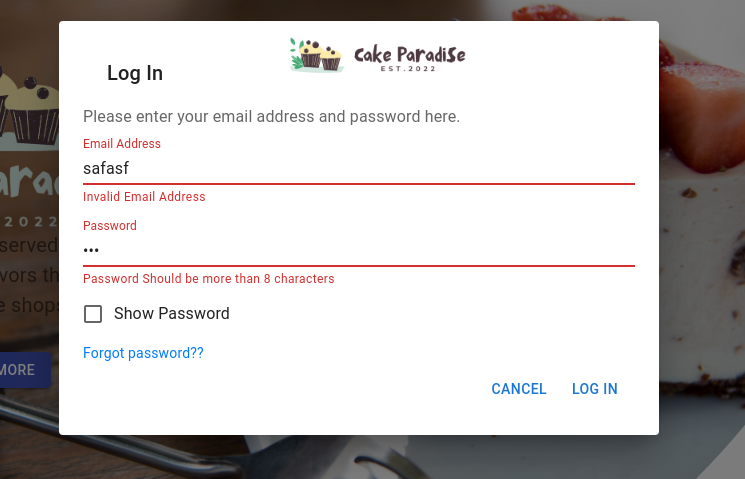 Cake Paradise
EST.2022
Log In
Please enter your email address and password here.
Email Address
safasf
Invalid Email Address
Password
•••
Password Should be more than 8 characters
Show Password
Forgot password??
CANCEL
LOG IN
2022
served
vors th
e shops
MORE